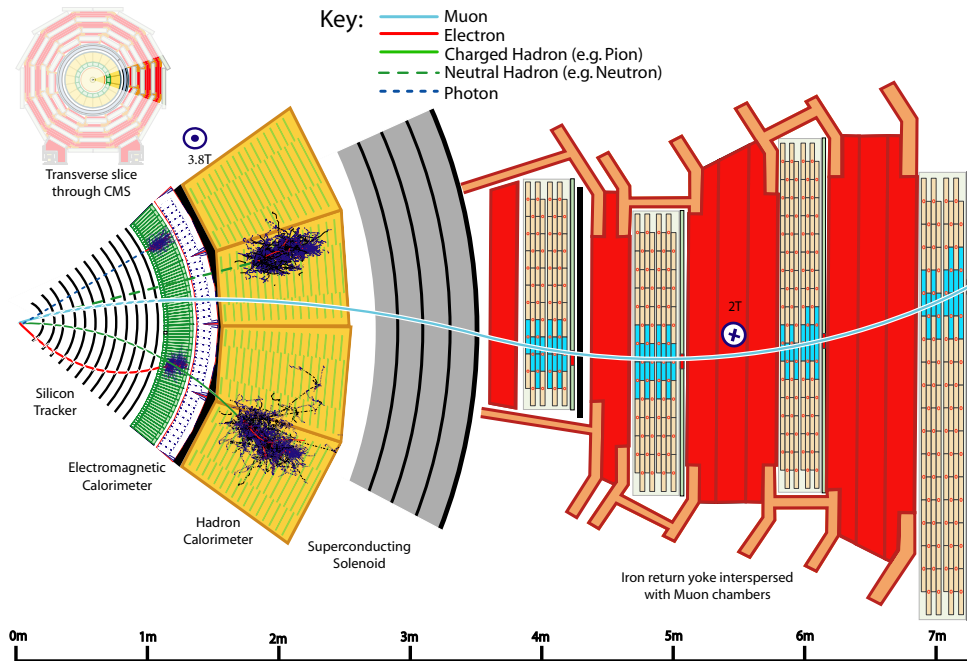 Key:
Muon
Electron
Charged Hadron (e.g. Pion)
Neutral Hadron (e.g. Neutron)
Photon
Transverse slice
through CMS
3.8T
2T
Silicon
Tracker
Electromagnetic
Calorimeter
Hadron
Calorimeter
Superconducting
Solenoid
Iron return yoke interspersed
with Muon chambers
0m 1m 2m 3m 4m 5m 6m 7m